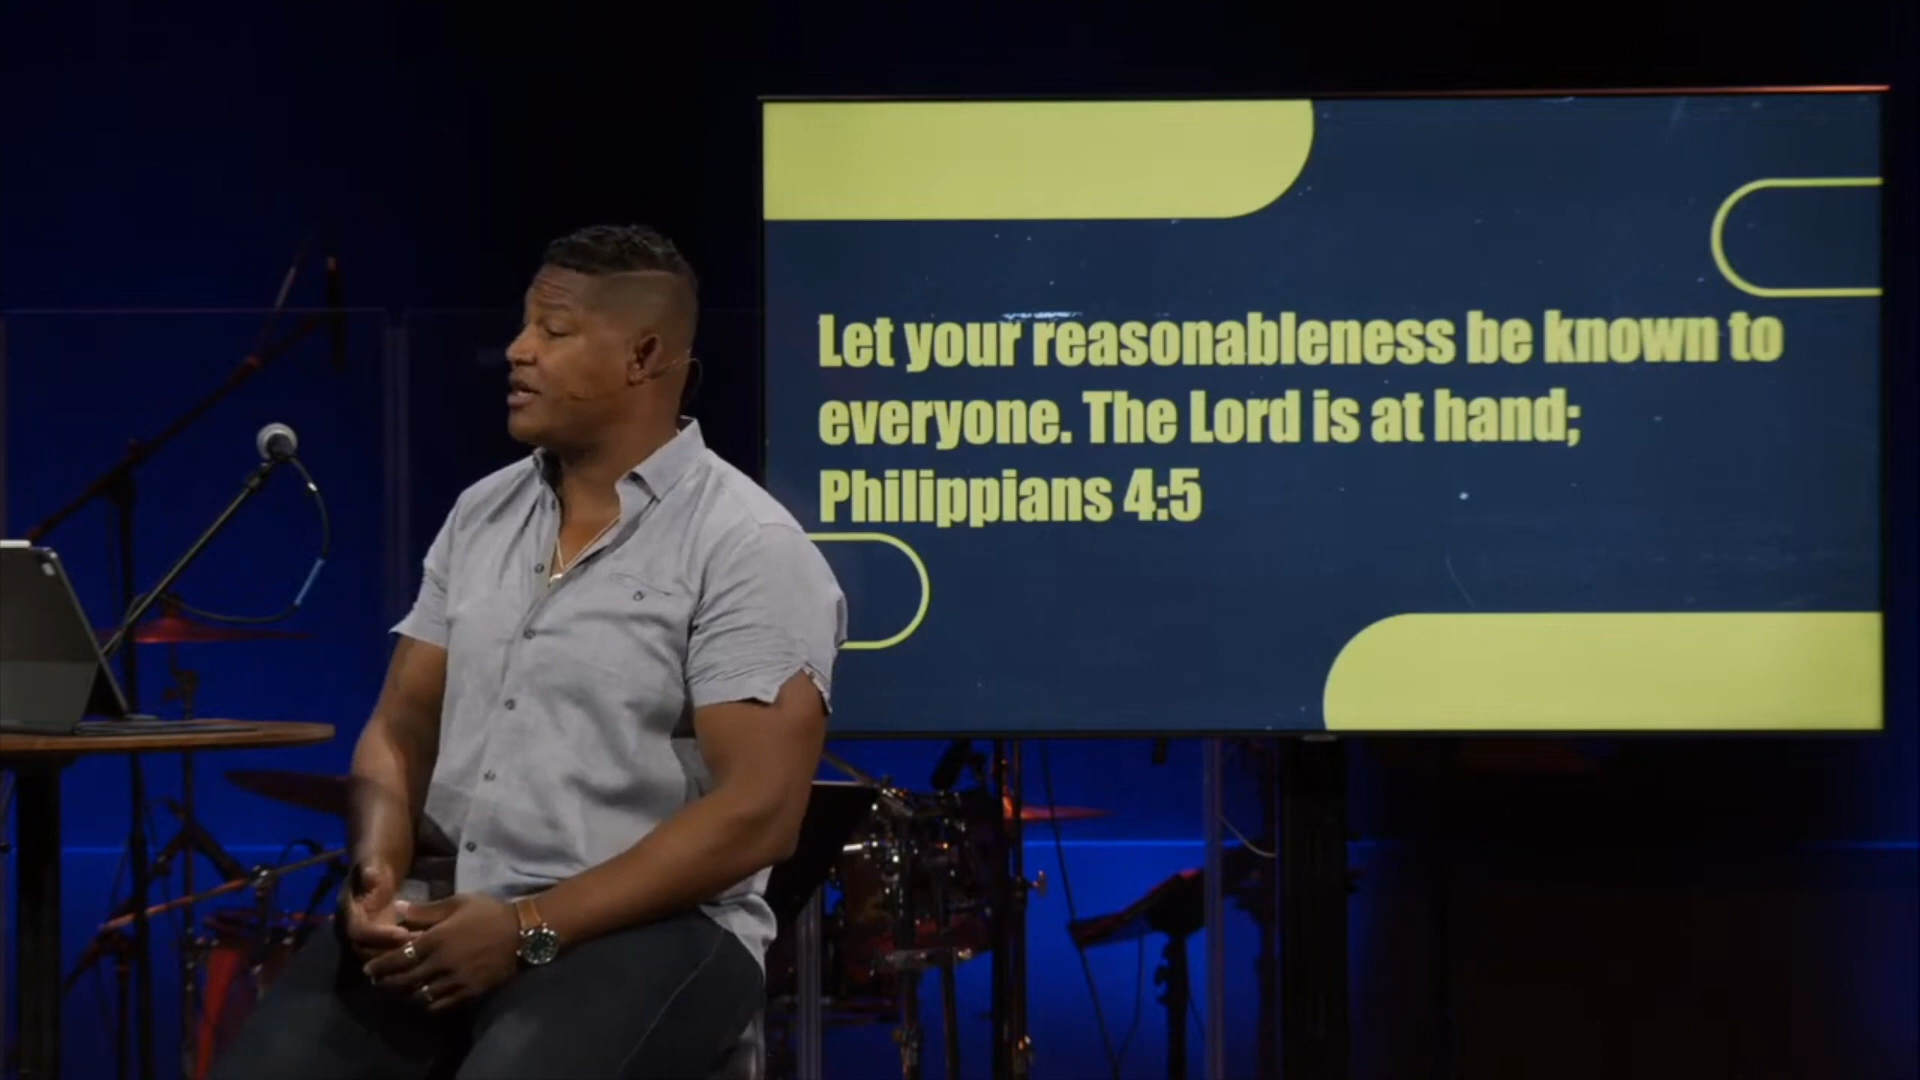 Let your reasonableness be known to
everyone. The Lord is at hand;
Philippians 4:5